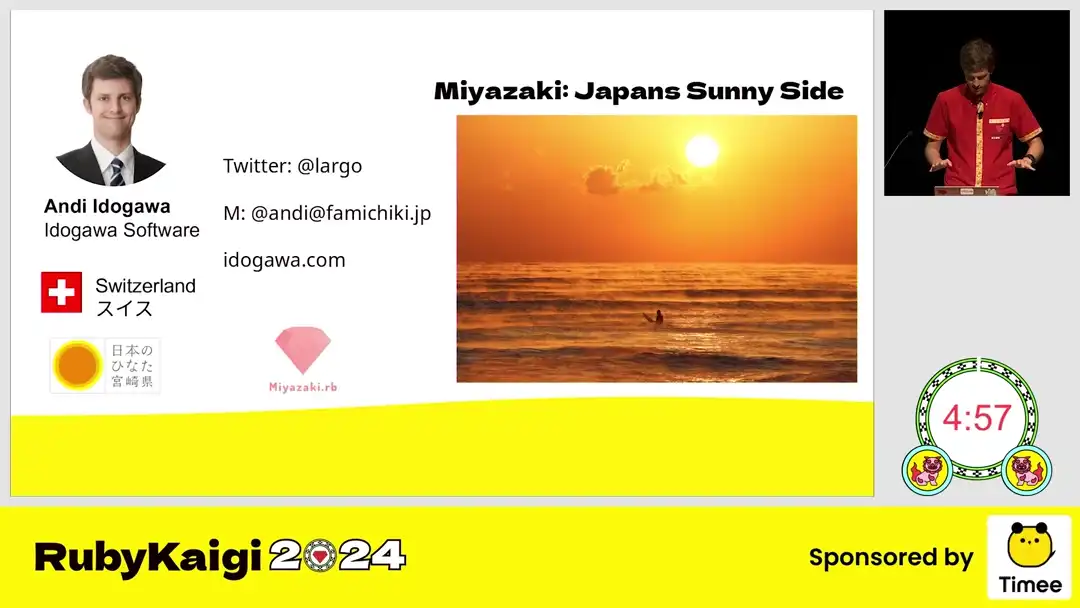 Miyazaki: Japans Sunny Side
Twitter: @largo
M: @andi@famichiki.jp
idogawa.com
Andi Idogawa
Idogawa Software
Switzerland
スイス
日本の
ひなた
宮崎県
Miyazaki.rb
4:57
RubyKaigi 2024
Sponsored by
Timee